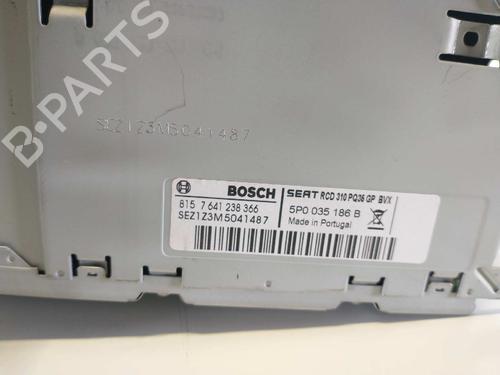 B-PARTS
SEZ1Z3M5041487
BOSCH
SEAT RCD 310 PQ35 GP BVX
815 7 641 238 366
5P0 035 186 B
SEZ1Z3M5041487
Made in Portugal